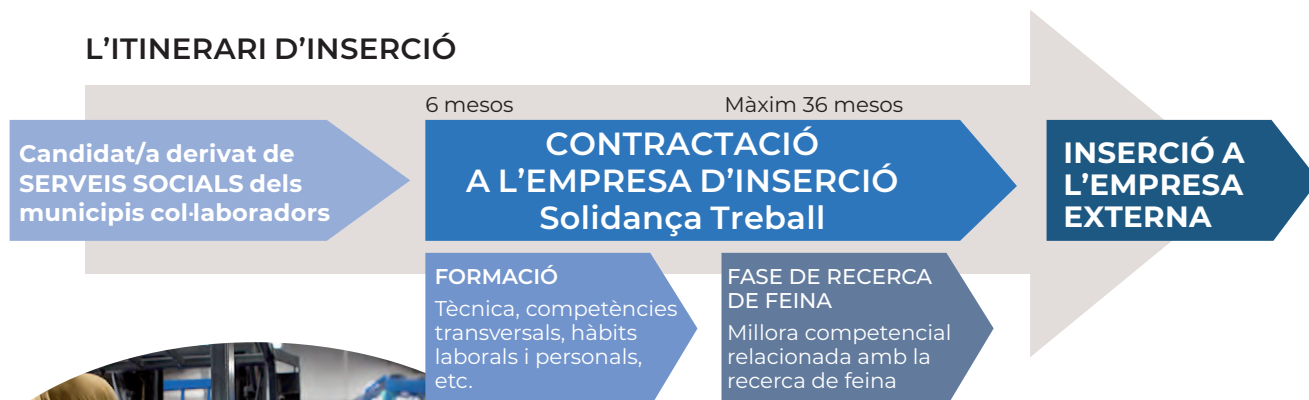 L'ITINERARI D'INSERCIÓ
6 mesos
Màxim 36 mesos
Candidat/a derivat de
SERVEIS SOCIALS dels
municipis col·laboradors
CONTRACTACIÓ
A L'EMPRESA D'INSERCIÓ
Solidança Treball
INSERCIÓ A
L'EMPRESA
EXTERNA
FORMACIÓ
Tècnica, competències
transversals, hàbits
laborals i personals,
etc.
FASE DE RECERCA
DE FEINA
Millora competencial
relacionada amb la
recerca de feina